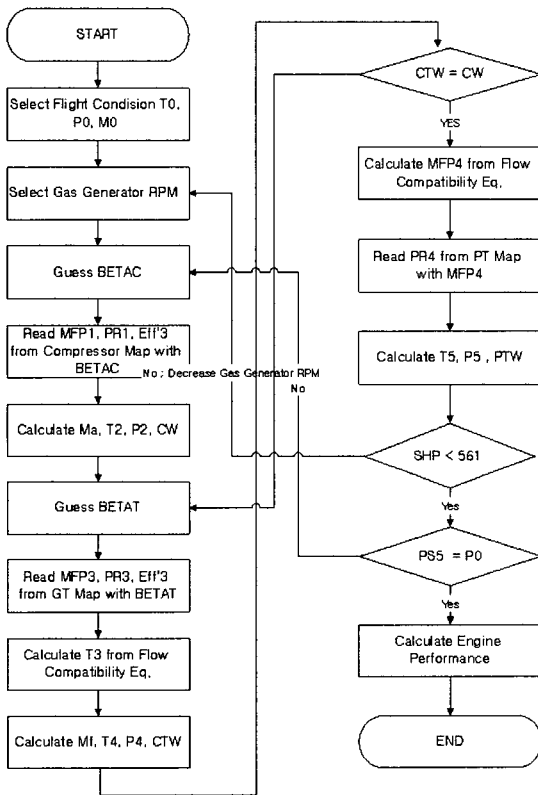 START
Select Flight Condision T0,
P0, M0
Select Gas Generator RPM
Guess BETAC
Read MFP1, PR1, Eff'3
from Compressor Map with
BETAC
Calculate Ma, T2, P2, CW
Guess BETAT
Read MFP3, PR3, Eff'3
from GT Map with BETAT
Calculate T3 from Flow
Compatibility Eq.
Calculate Mf, T4, P4, CTW
No ; Decrease Gas Generator RPM
No
CTW = CW
YES
Calculate MFP4 from Flow
Compatibility Eq.
Read PR4 from PT Map
with MFP4
Calculate T5, P5 , PTW
SHP < 561
Yes
PS5 = P0
Yes
Calculate Engine
Performance
END